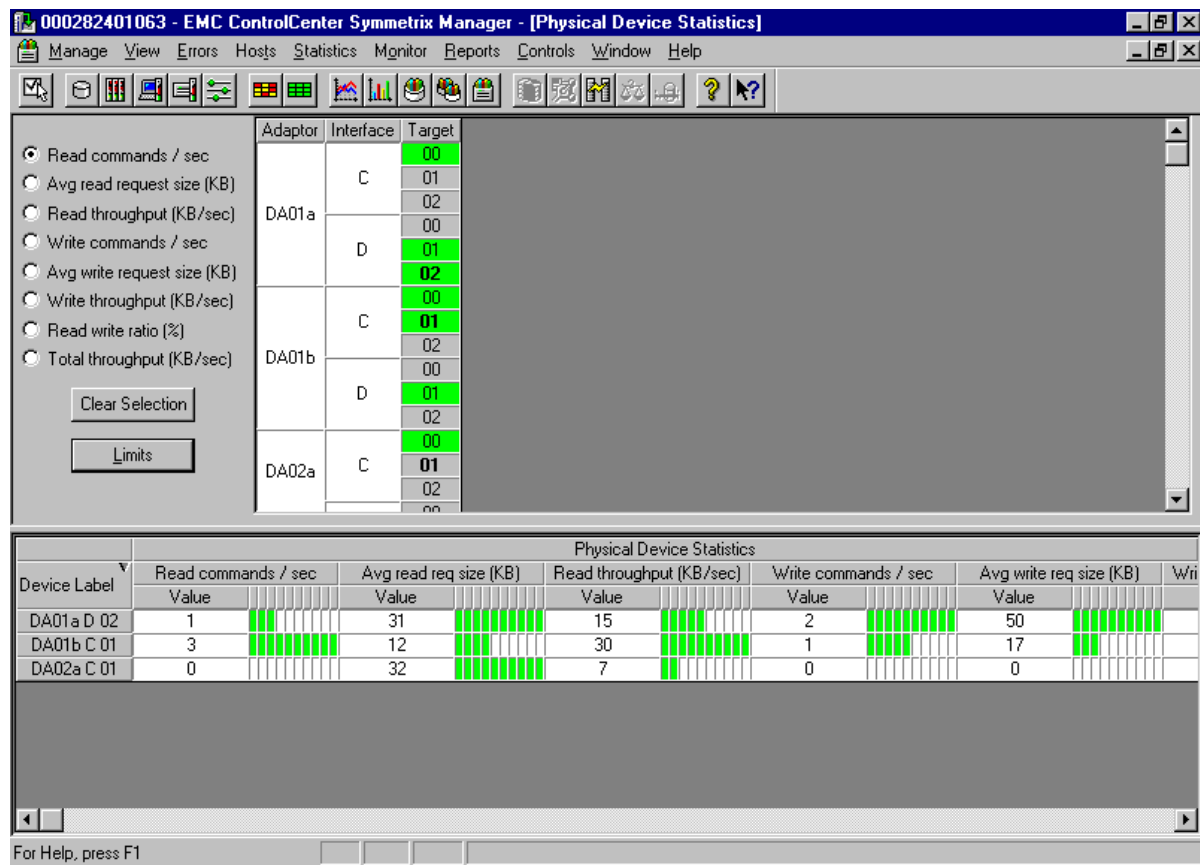 000282401063 - EMC ControlCenter Symmetrix Manager - [Physical Device Statistics]
Manage View Errors Hosts Statistics Monitor Reports Controls Window Help
Read commands / sec
Avg read request size (KB)
Read throughput (KB/sec)
Write commands / sec
Avg write request size (KB)
Write throughput (KB/sec)
Read write ratio (%)
Total throughput (KB/sec)
Clear Selection
Limits
Adaptor Interface Target
DA01a C 00
01
02
D 00
01
02
DA01b C 00
01
02
D 00
01
02
DA02a C 00
01
02
00
Physical Device Statistics
Device Label Read commands / sec Avg read req size (KB) Read throughput (KB/sec) Write commands / sec Avg write req size (KB) Wri
Value Value Value Value Value
DA01a D 02 1 31 15 2 50
DA01b C 01 3 12 30 1 17
DA02a C 01 0 32 7 0 0
For Help, press F1